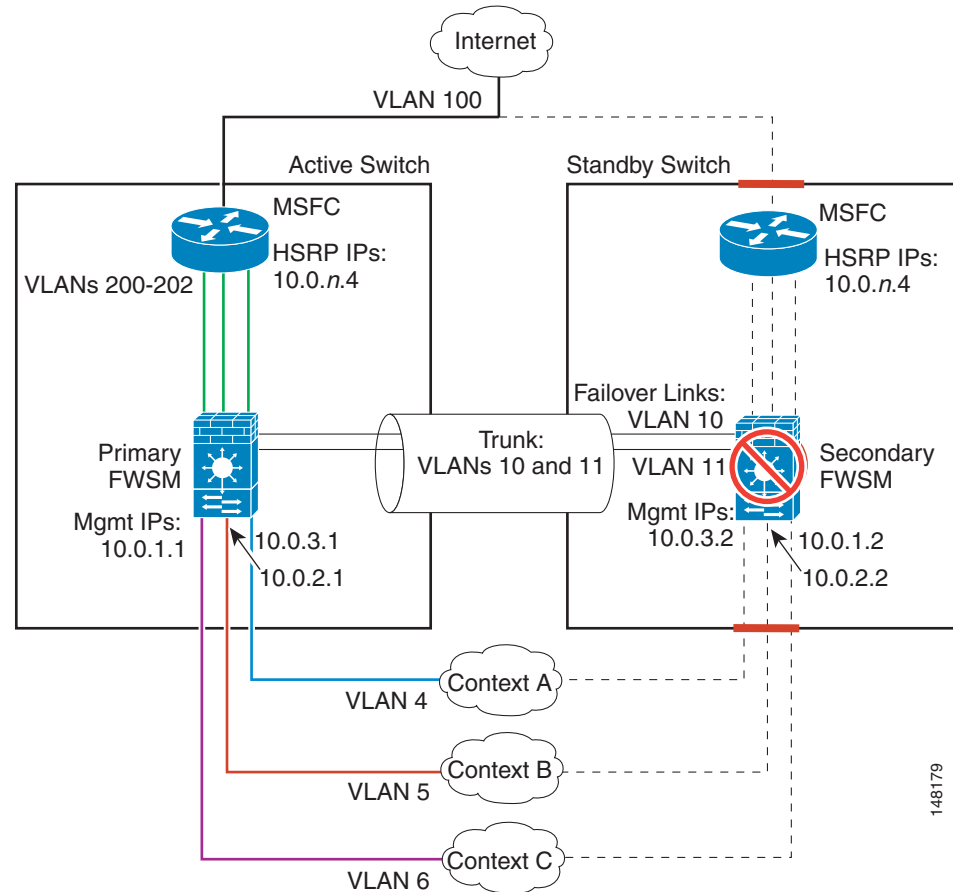 Internet
VLAN 100
Active Switch
Standby Switch
MSFC
HSRP IPs:
10.0.n.4
VLANs 200-202
MSFC
HSRP IPs:
10.0.n.4
Failover Links:
VLAN 10
Trunk:
VLANs 10 and 11
VLAN 11
Primary
FWSM
Secondary
FWSM
Mgmt IPs:
10.0.1.1
10.0.3.1
10.0.2.1
Mgmt IPs:
10.0.3.2
10.0.1.2
10.0.2.2
Context A
VLAN 4
Context B
VLAN 5
Context C
VLAN 6
148179